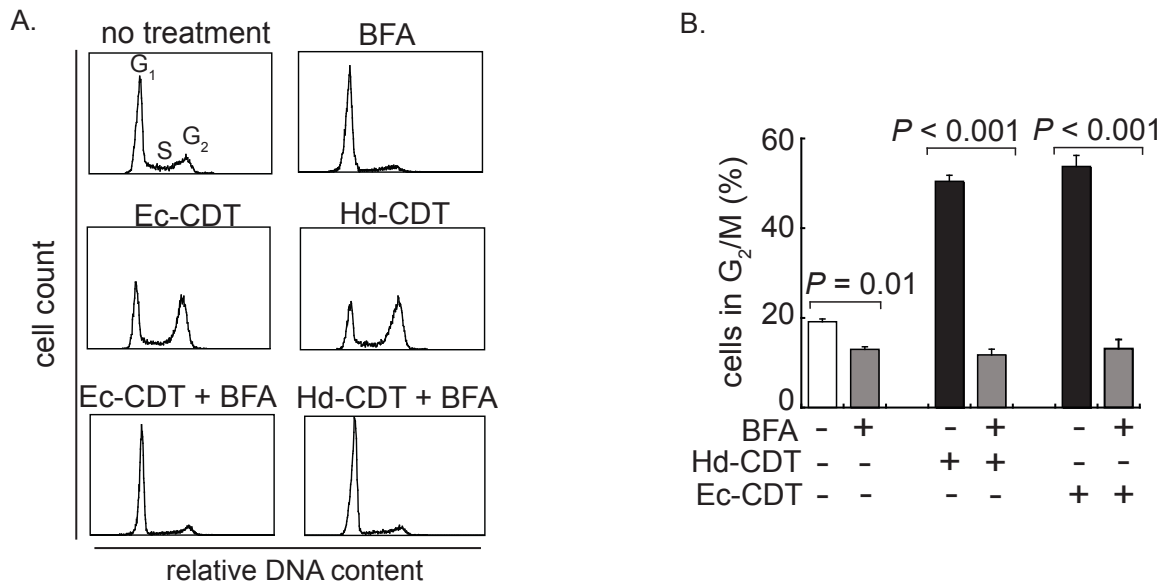 A.
no treatment
BFA
G₁
S
G₂
Ec-CDT
Hd-CDT
Ec-CDT + BFA
Hd-CDT + BFA
cell count
relative DNA content
B.
cells in G₂/M (%)
60
40
20
0
P = 0.01
P < 0.001
P < 0.001
BFA - + - + - +
Hd-CDT - - + + - -
Ec-CDT - - - - + +